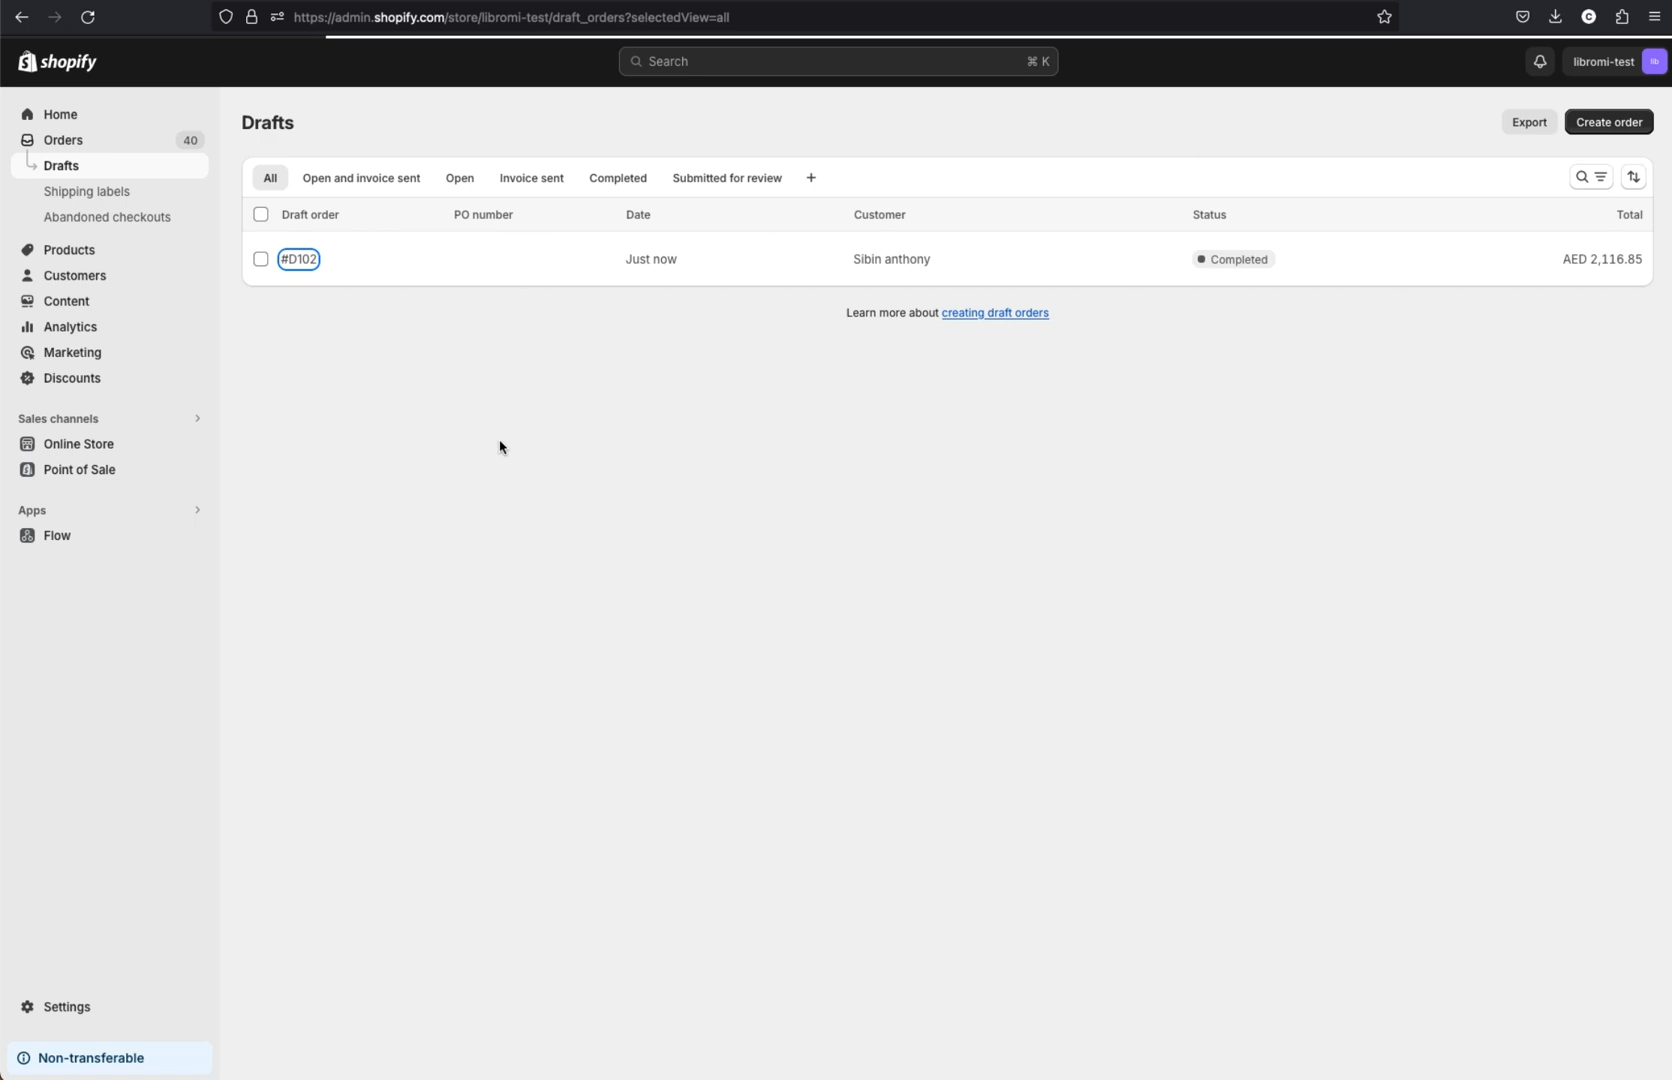 https://admin.shopify.com/store/libromi-test/draft_orders?selectedView=all
C
shopify
Search
⌘ K
libromi-test
lib
Home
Orders
40
Drafts
Shipping labels
Abandoned checkouts
Products
Customers
Content
Analytics
Marketing
Discounts
Sales channels
Online Store
Point of Sale
Apps
Flow
Settings
Non-transferable
Drafts
Export
Create order
All
Open and invoice sent
Open
Invoice sent
Completed
Submitted for review
+
Draft order
PO number
Date
Customer
Status
Total
#D102
Just now
Sibin anthony
Completed
AED 2,116.85
Learn more about creating draft orders